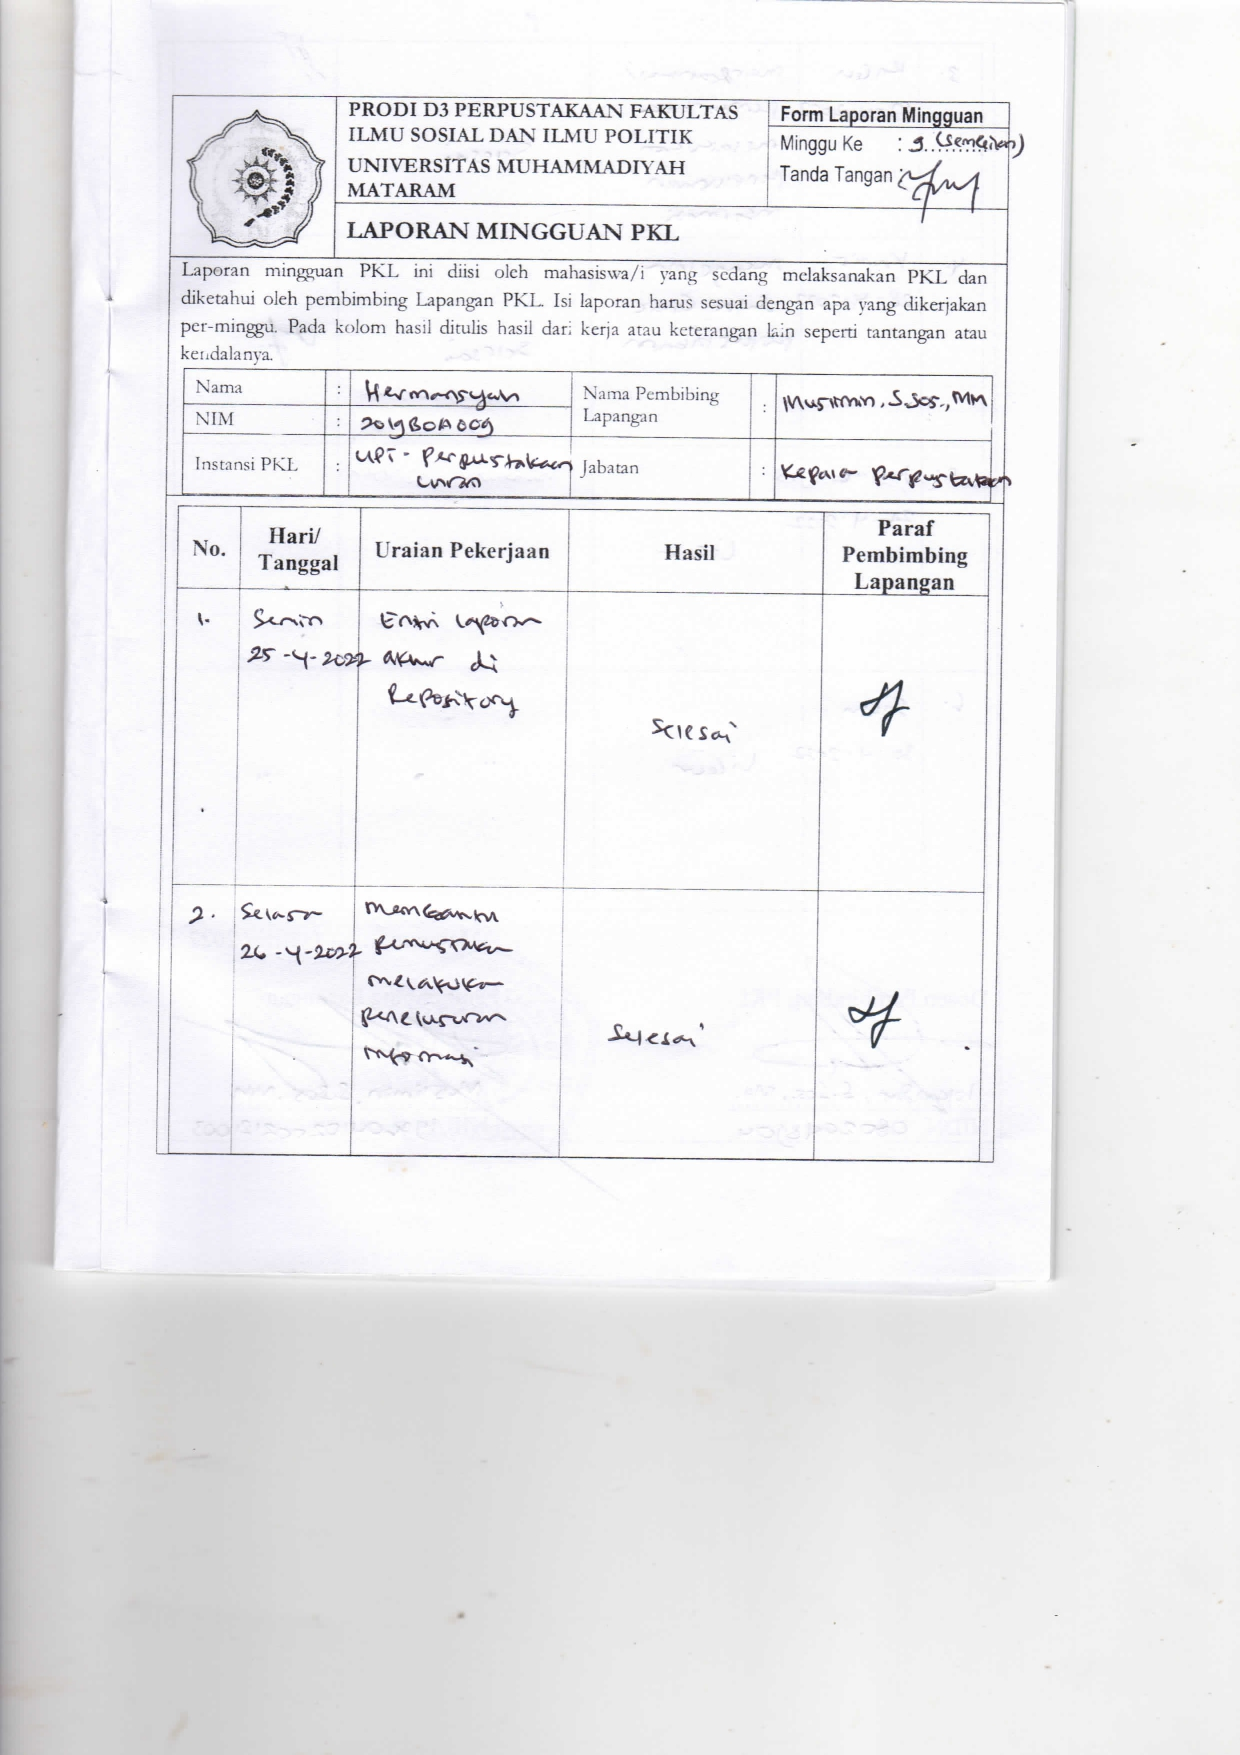 PRODI D3 PERPUSTAKAAN FAKULTAS
ILMU SOSIAL DAN ILMU POLITIK
UNIVERSITAS MUHAMMADIYAH
MATARAM
LAPORAN MINGGUAN PKL
Form Laporan Mingguan
Minggu Ke : 9 (Sembilan)
Tanda Tangan :
Laporan mingguan PKL ini diisi oleh mahasiswa/i yang sedang melaksanakan PKL dan
diketahui oleh pembimbing Lapangan PKL. Isi laporan harus sesuai dengan apa yang dikerjakan
per-minggu. Pada kolom hasil ditulis hasil dari kerja atau keterangan lain seperti tantangan atau
kendalanya.
Nama : Hermansyah
NIM : 2019B0A009
Instansi PKL : UPT - Perpustakaan
Unram
Nama Pembibing
Lapangan : Musiman, S.Sos., MM
Jabatan : Kepala Perpustakaan
No. Hari/ Tanggal Uraian Pekerjaan Hasil Paraf Pembimbing Lapangan
1. Senin Entri laporan
25-4-2022 akhir di
Repository
Selesai
2. Selasa membantu
26-4-2022 pemustaka
melakukan
penelusuran
informasi
Selesai